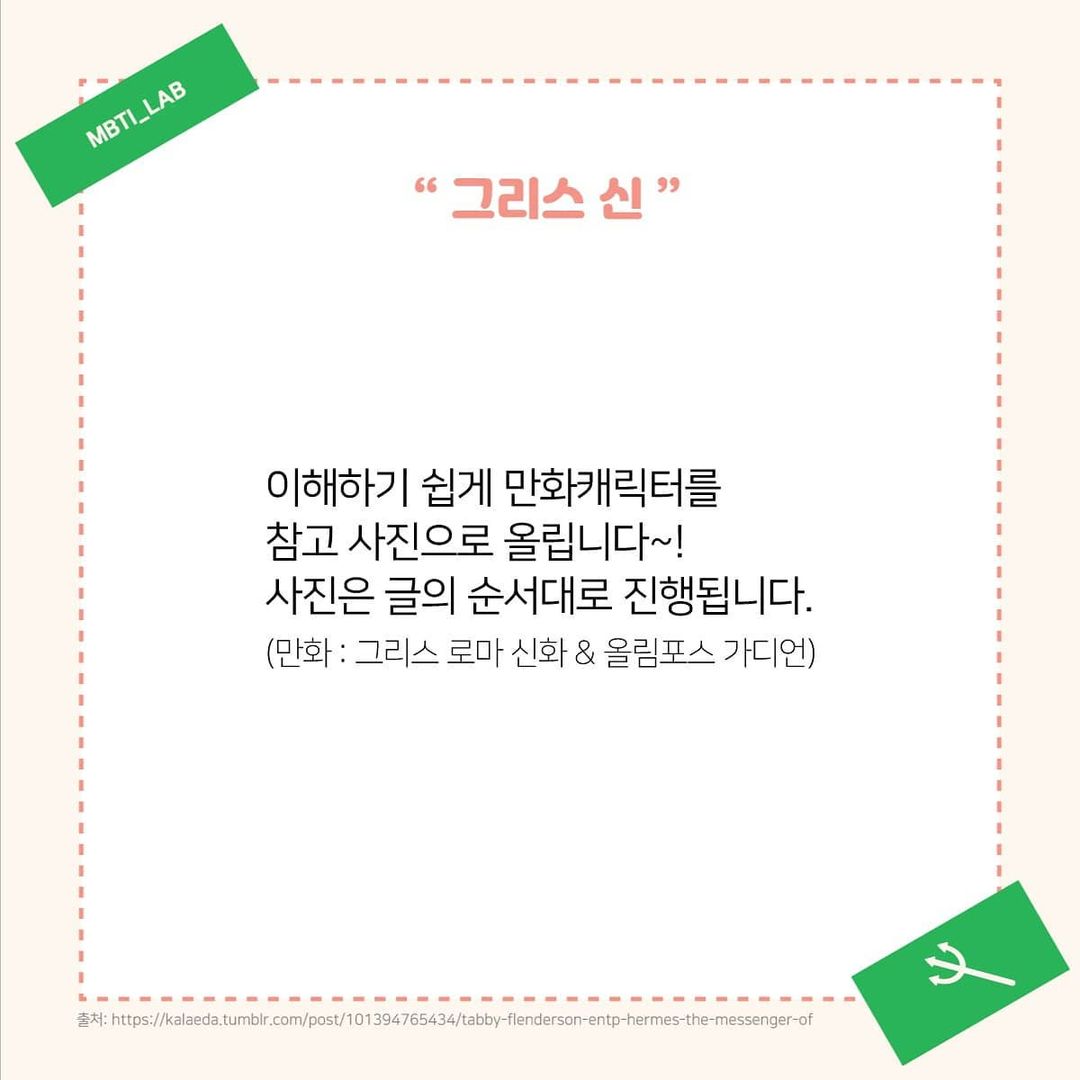 MBTI_LAB
“ 그리스 신 ”
이해하기 쉽게 만화캐릭터를
참고 사진으로 올립니다~!
사진은 글의 순서대로 진행됩니다.
(만화 : 그리스 로마 신화 & 올림포스 가디언)
출처: https://kalaeda.tumblr.com/post/101394765434/tabby-flenderson-entp-hermes-the-messenger-of